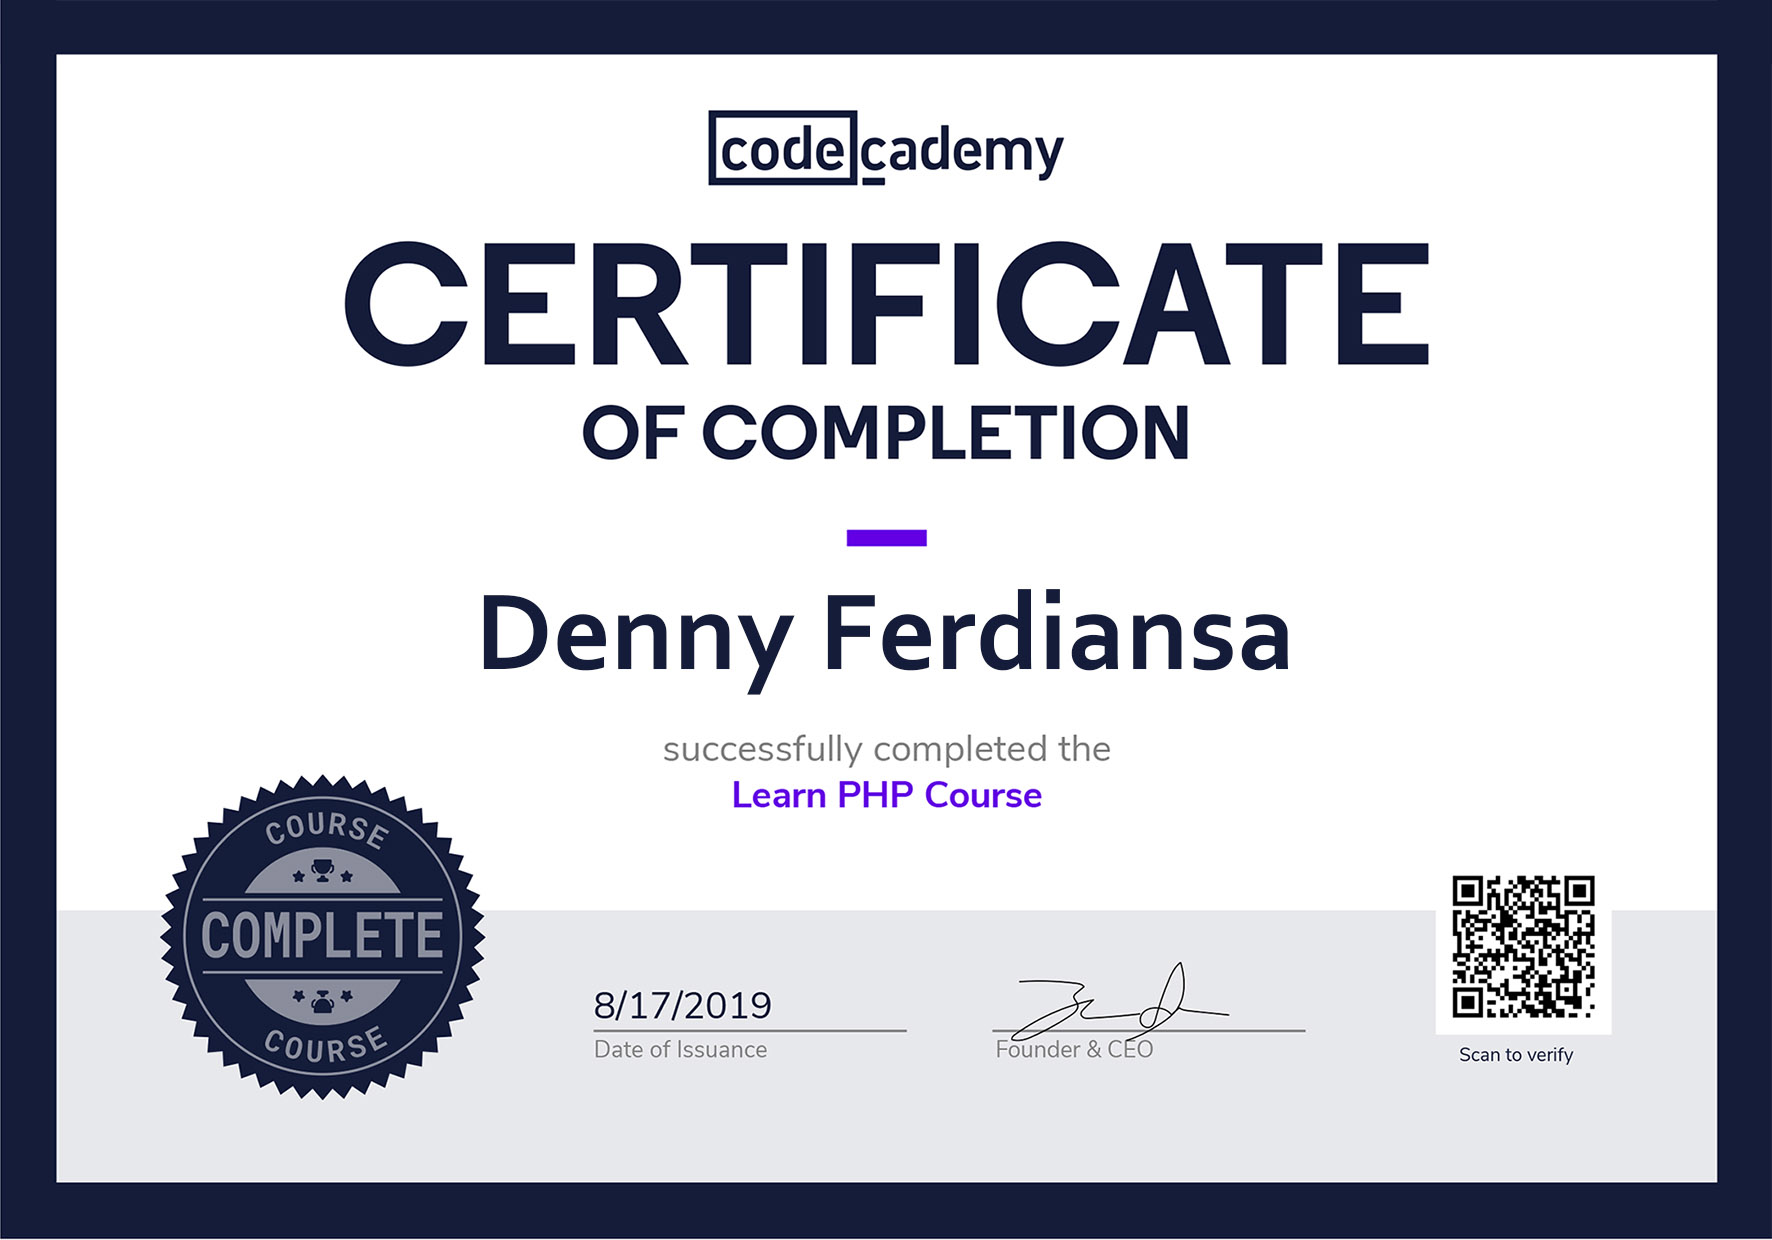 codecademy
CERTIFICATE
OF COMPLETION
Denny Ferdiansa
successfully completed the
Learn PHP Course
COURSE
COMPLETE
COURSE
8/17/2019
Date of Issuance
Founder & CEO
Scan to verify